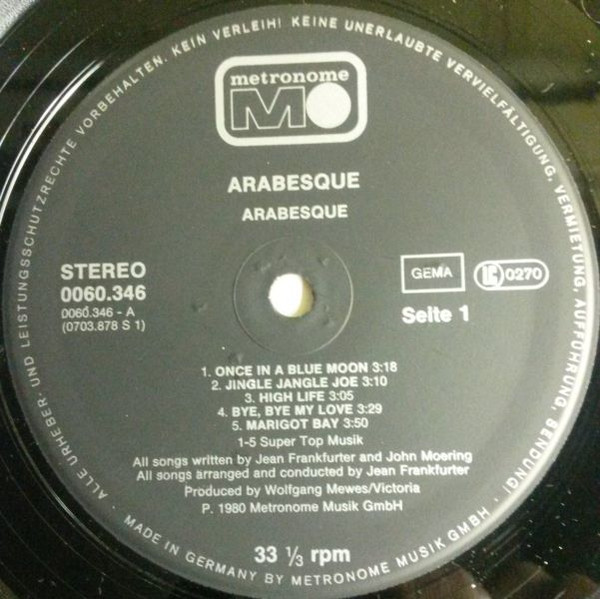 ALLE URHEBER- UND LEISTUNGSSCHUTZRECHTE VORBEHALTEN. KEIN VERLEIH! KEINE UNERLAUBTE VERVIELFÄLTIGUNG, VERMIETUNG, AUFFÜHRUNG, SENDUNG!
metronome
M
ARABESQUE
ARABESQUE
STEREO
0060.346
0060.346 - A
(0703.878 S 1)
GEMA
LC 0270
Seite 1
1. ONCE IN A BLUE MOON 3:18
2. JINGLE JANGLE JOE 3:10
3. HIGH LIFE 3:05
4. BYE, BYE MY LOVE 3:29
5. MARIGOT BAY 3:50
1-5 Super Top Musik
All songs written by Jean Frankfurter and John Moering
All songs arranged and conducted by Jean Frankfurter
Produced by Wolfgang Mewes/Victoria
P. 1980 Metronome Musik GmbH
33 ⅓ rpm
· MADE IN GERMANY BY METRONOME MUSIK GMBH ·